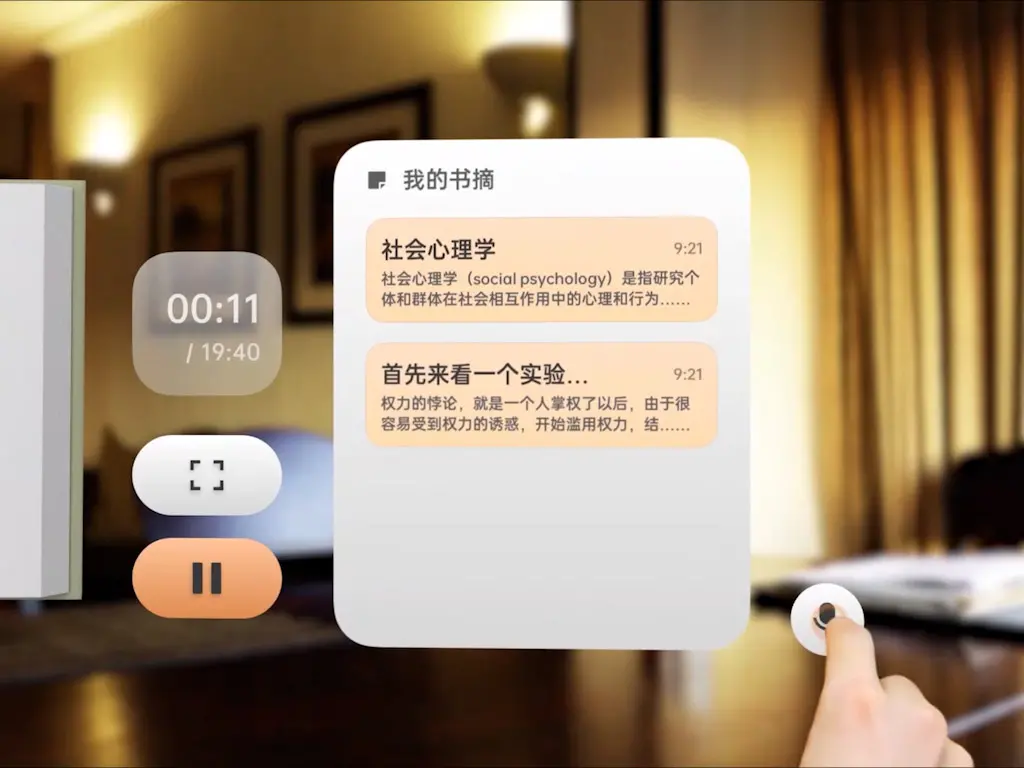 我的书摘
00:11
/ 19:40
社会心理学
9:21
社会心理学（social psychology）是指研究个
体和群体在社会相互作用中的心理和行为……
首先来看一个实验...
9:21
权力的悖论，就是一个人掌权了以后，由于很
容易受到权力的诱惑，开始滥用权力，结……